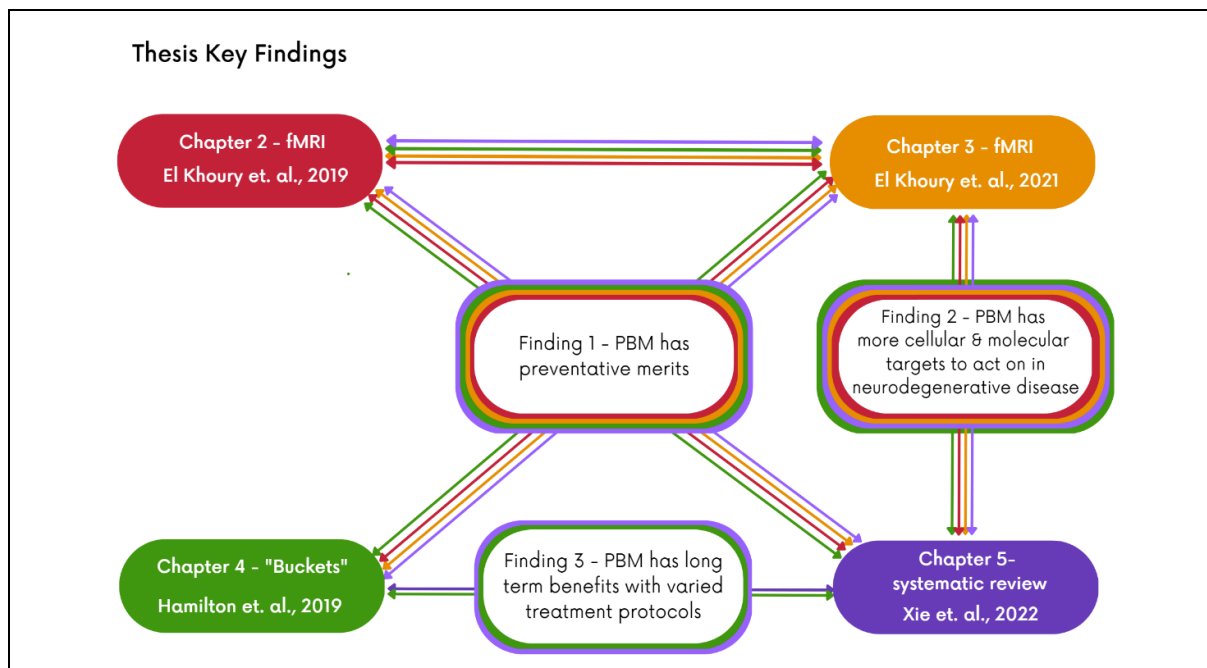 Thesis Key Findings
Chapter 2 - fMRI
El Khoury et. al., 2019
Chapter 3 - fMRI
El Khoury et. al., 2021
Finding 1 - PBM has
preventative merits
Finding 2 - PBM has
more cellular & molecular
targets to act on in
neurodegenerative disease
Chapter 4 - "Buckets"
Hamilton et. al., 2019
Finding 3 - PBM has long
term benefits with varied
treatment protocols
Chapter 5-
systematic review
Xie et. al., 2022